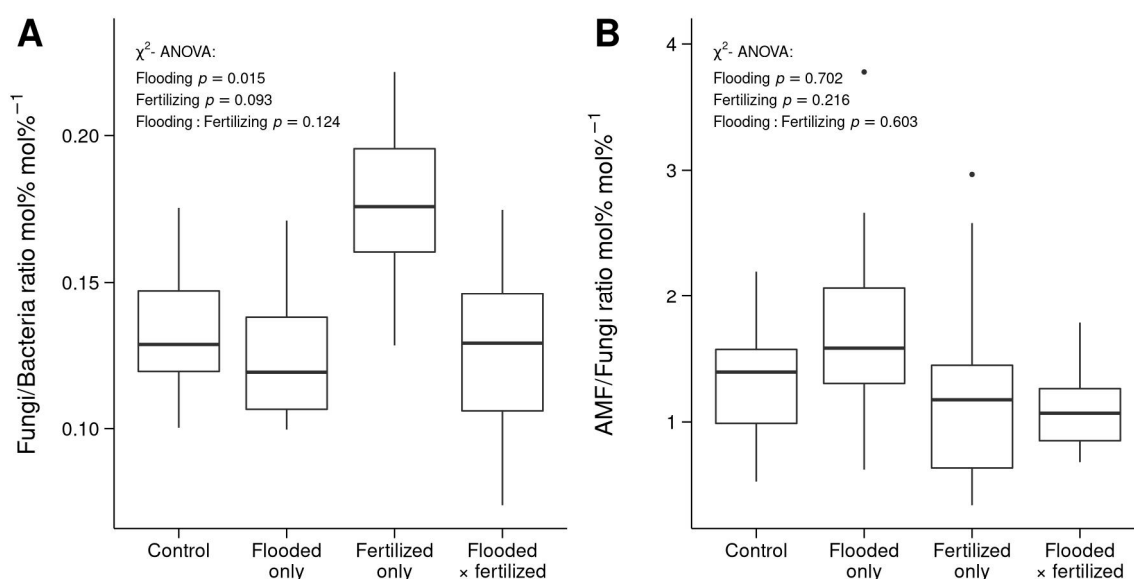 A
χ²- ANOVA:
Flooding p = 0.015
Fertilizing p = 0.093
Flooding : Fertilizing p = 0.124
Fungi/Bacteria ratio mol% mol%⁻¹
0.20
0.15
0.10
Control
Flooded only
Fertilized only
Flooded × fertilized
B
χ²- ANOVA:
Flooding p = 0.702
Fertilizing p = 0.216
Flooding : Fertilizing p = 0.603
AMF/Fungi ratio mol% mol%⁻¹
4
3
2
1
Control
Flooded only
Fertilized only
Flooded × fertilized